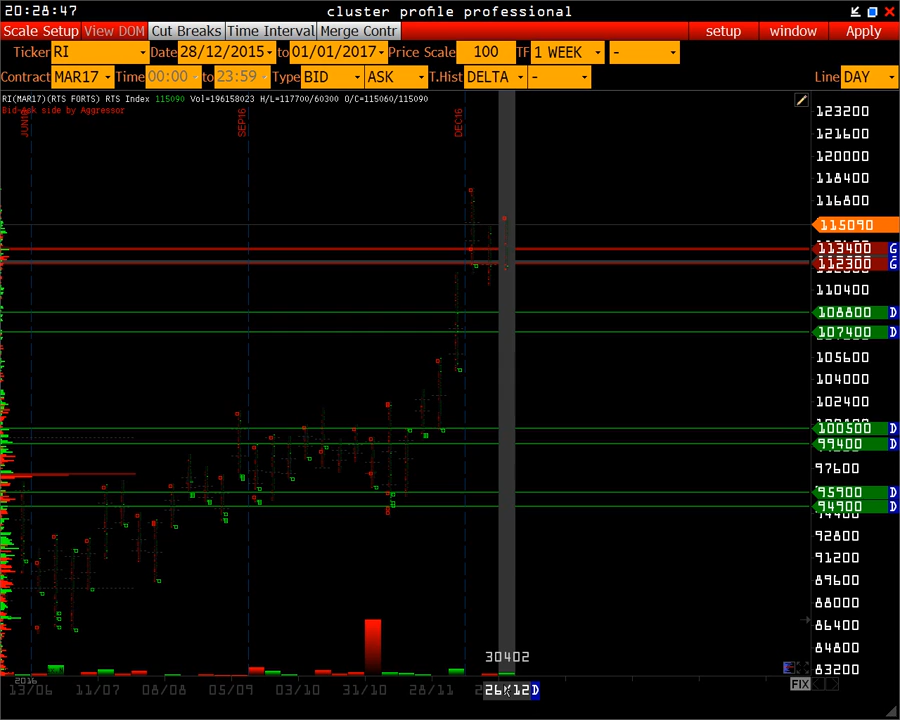 20:28:47 cluster profile professional
Scale Setup View DOM Cut Breaks Time Interval Merge Contr setup window Apply
Ticker RI Date 28/12/2015 to 01/01/2017 Price Scale 100 TF 1 WEEK -
Contract MAR17 Time 00:00 to 23:59 Type BID ASK T.Hist DELTA - Line DAY
RI(MAR17)(RTS FORTS) RTS Index 115090 Vol=196158023 H/L=117700/60300 O/C=115060/115090
Bid-Ask side by Aggressor
SEP16 DEC16
123200
121600
120000
118400
116800
115090
113400 G
112300 G
110400
108800 D
107400 D
105600
104000
102400
100500 D
99400 D
97600
95900 D
94900 D
94400
92800
91200
89600
88000
86400
84800
83200
30402
2016
FIX
13/06 11/07 08/08 05/09 03/10 31/10 28/11 D